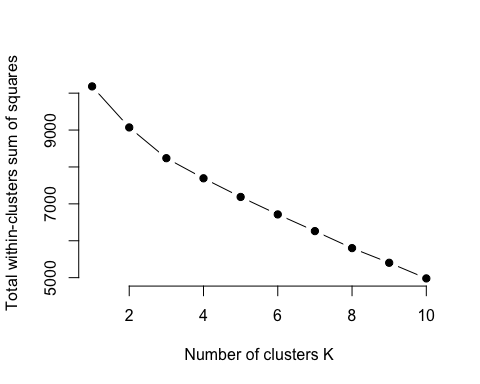 Total within-clusters sum of squares
9000
7000
5000
2 4 6 8 10
Number of clusters K